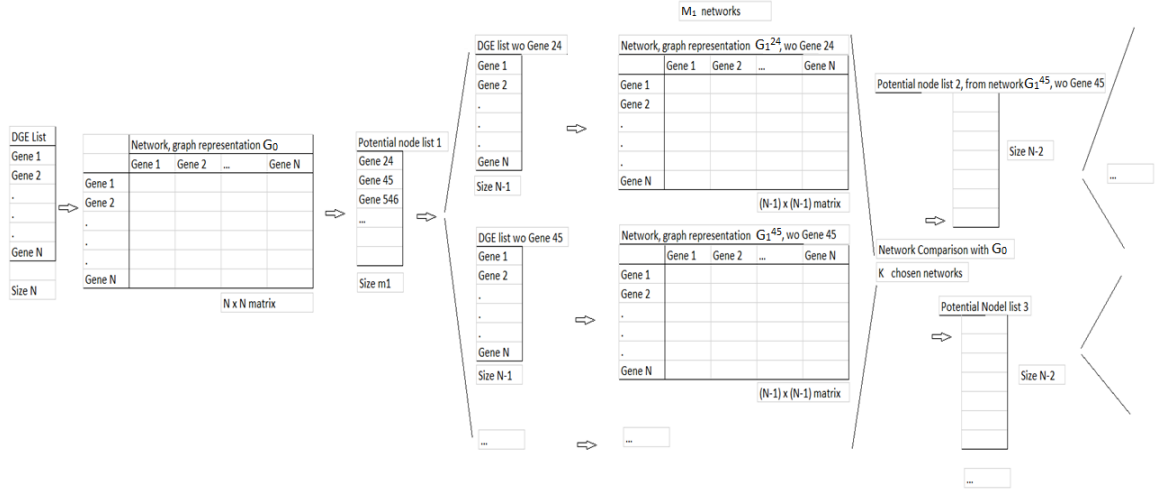 M₁ networks
DGE List
Gene 1
Gene 2
.
.
.
Gene N
Size N
Network, graph representation G₀
Gene 1 Gene 2 ... Gene N
Gene 1
Gene 2
.
.
.
Gene N
N x N matrix
Potential node list 1
Gene 24
Gene 45
Gene 546
...
Size m1
DGE list wo Gene 24
Gene 1
Gene 2
.
.
.
Gene N
Size N-1
Network, graph representation G₁²⁴, wo Gene 24
Gene 1 Gene 2 ... Gene N
Gene 1
Gene 2
.
.
.
Gene N
(N-1) x (N-1) matrix
DGE list wo Gene 45
Gene 1
Gene 2
.
.
.
Gene N
Size N-1
Network, graph representation G₁⁴⁵, wo Gene 45
Gene 1 Gene 2 ... Gene N
Gene 1
Gene 2
.
.
.
Gene N
(N-1) x (N-1) matrix
...
...
Potential node list 2, from network G₁⁴⁵, wo Gene 45
Size N-2
...
Network Comparison with G₀
K chosen networks
Potential Nodel list 3
Size N-2
...